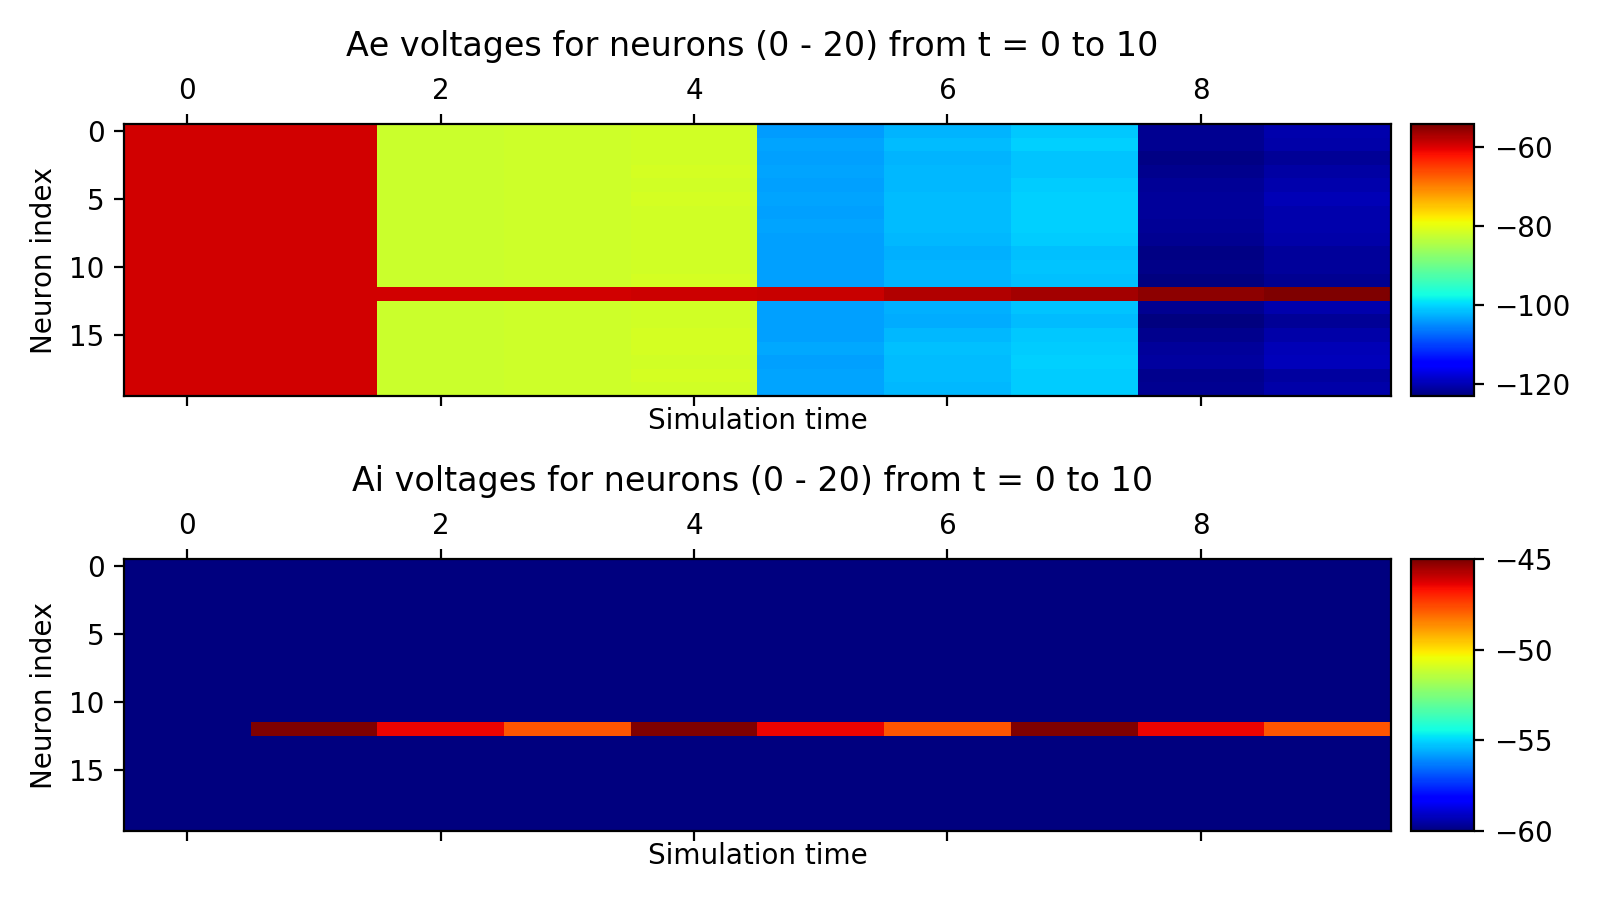 Ae voltages for neurons (0 - 20) from t = 0 to 10
0 2 4 6 8
Neuron index
0
5
10
15
−60
−80
−100
−120
Simulation time
Ai voltages for neurons (0 - 20) from t = 0 to 10
0 2 4 6 8
Neuron index
0
5
10
15
−45
−50
−55
−60
Simulation time